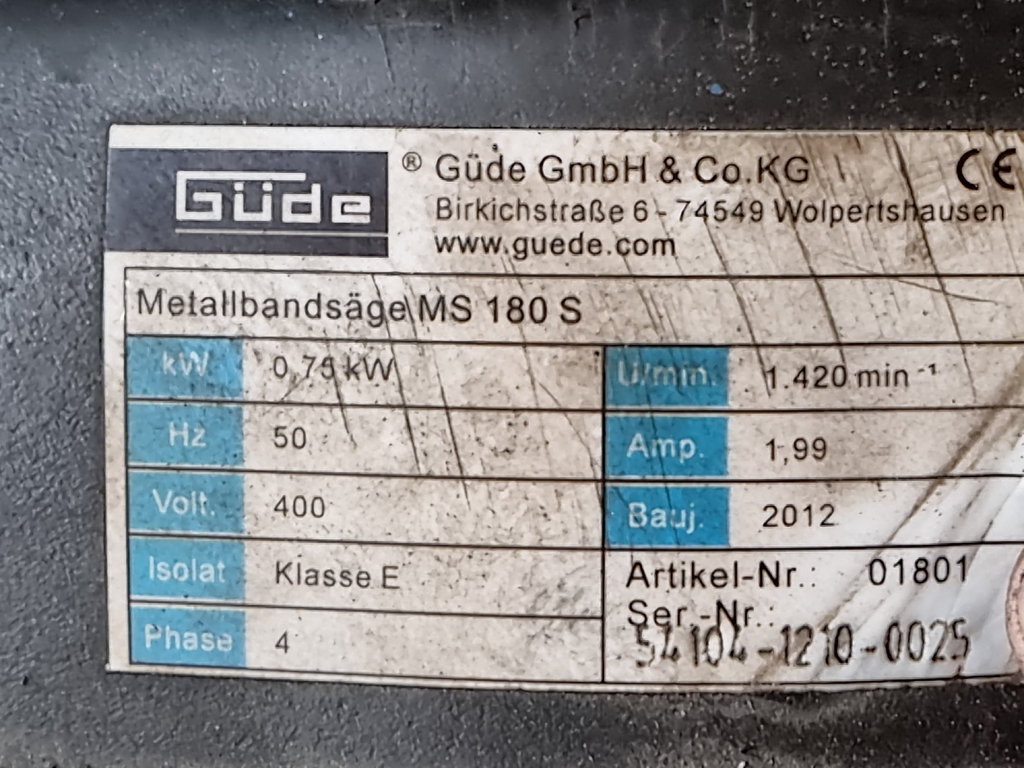 Güde ® Güde GmbH & Co.KG CE
Birkichstraße 6 - 74549 Wolpertshausen
www.guede.com
Metallbandsäge MS 180 S
kW 0,75 kW U/min. 1.420 min -1
Hz 50 Amp. 1,99
Volt. 400 Bauj. 2012
Isolat Klasse E Artikel-Nr.: 01801
Phase 4 Ser.-Nr.:
54104-1210-0025